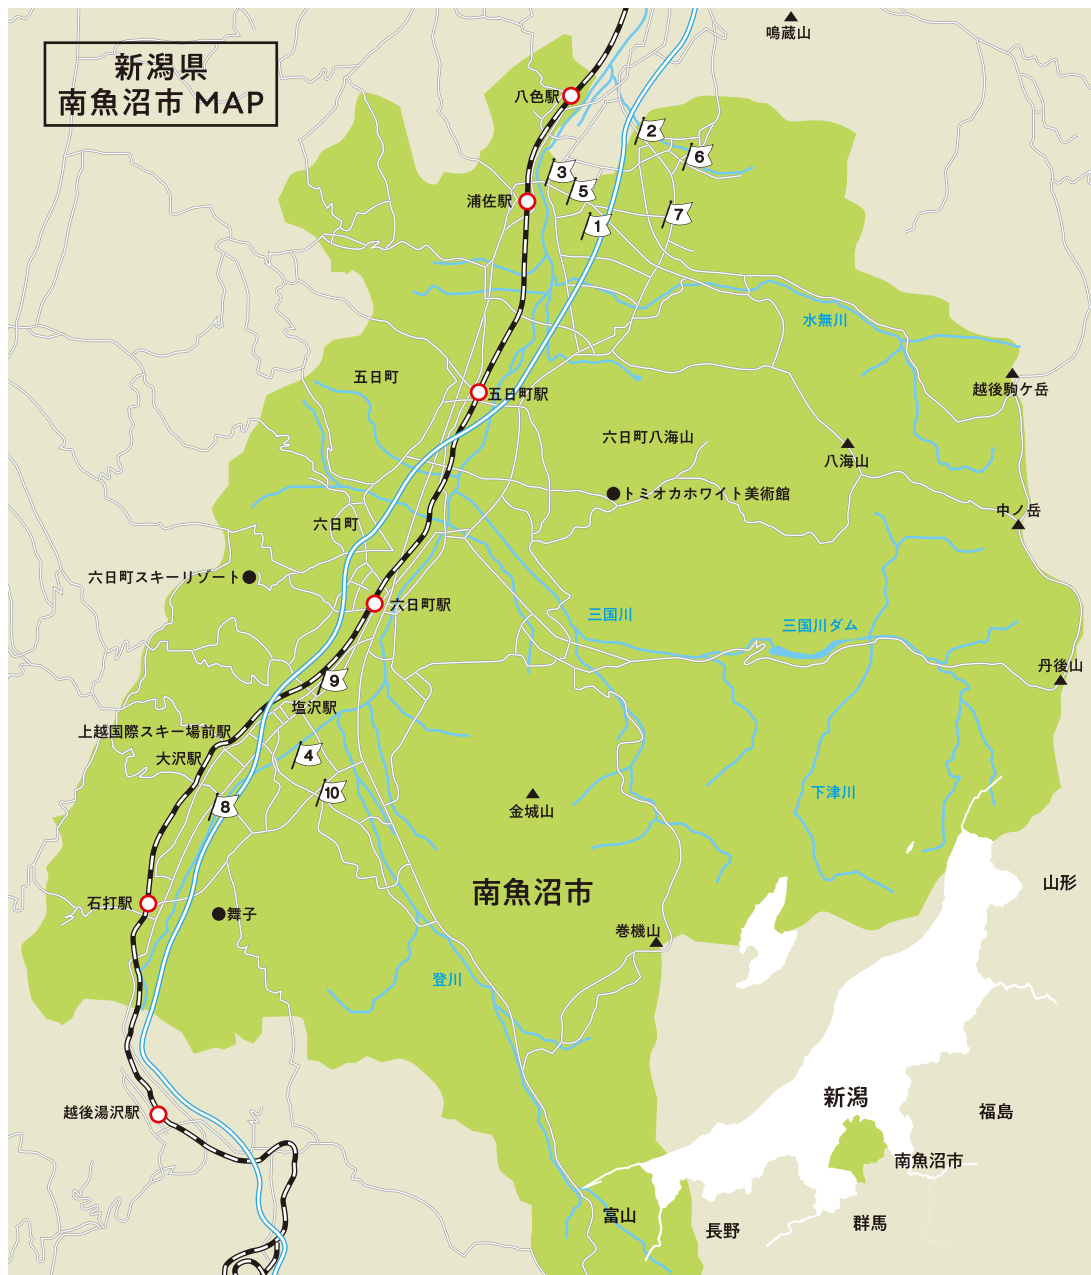 新潟県
南魚沼市 MAP
鳴蔵山
八色駅
2
6
3
5
浦佐駅
7
1
水無川
五日町
五日町駅
越後駒ケ岳
六日町八海山
八海山
トミオカホワイト美術館
中ノ岳
六日町
六日町スキーリゾート
六日町駅
三国川
三国川ダム
丹後山
9
塩沢駅
上越国際スキー場前駅
大沢駅
4
10
8
金城山
下津川
南魚沼市
山形
石打駅
舞子
巻機山
登川
新潟
福島
越後湯沢駅
南魚沼市
富山
長野
群馬